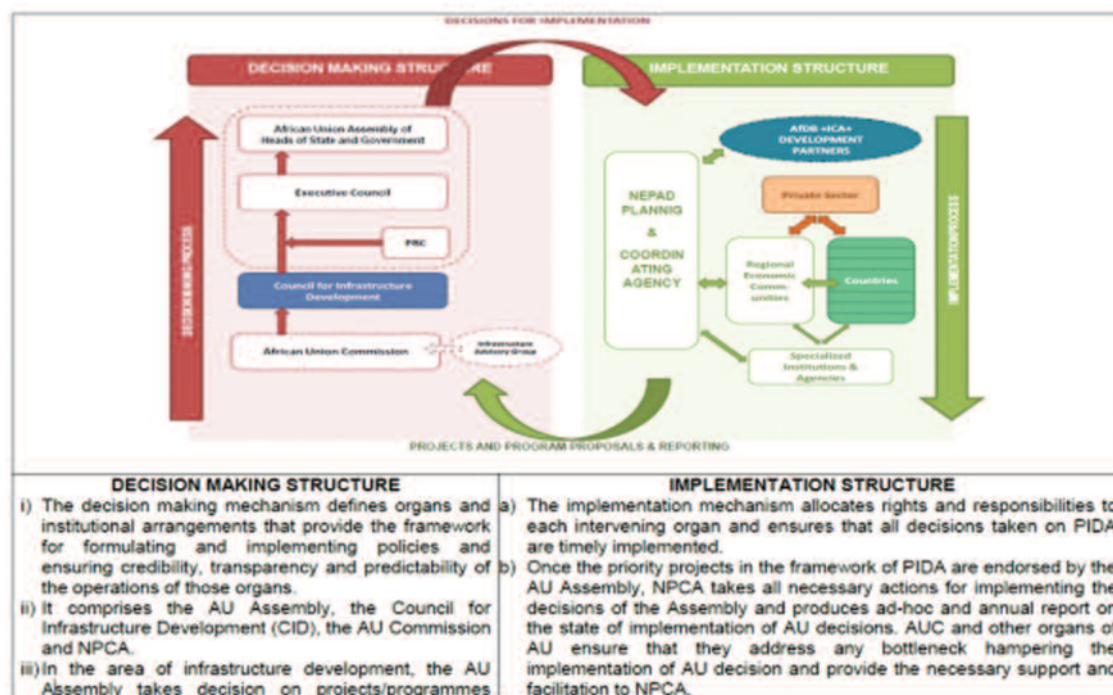 DECISIONS FOR IMPLEMENTATION
DECISION MAKING STRUCTURE
African Union Assembly of
Heads of State and Government
Executive Council
PRC
Council for Infrastructure
Development
African Union Commission
Infrastructure
Advisory Group
DECISION MAKING PROCESS
IMPLEMENTATION STRUCTURE
AfDB +ICA+
DEVELOPMENT
PARTNERS
NEPAD
PLANNIG
&
COORDIN
ATING
AGENCY
Private Sector
Regional
Economic
Comm-
unities
Countries
Specialized
Institutions &
Agencies
IMPLEMENTATION PROCESS
PROJECTS AND PROGRAM PROPOSALS & REPORTING
DECISION MAKING STRUCTURE
i) The decision making mechanism defines organs and
institutional arrangements that provide the framework
for formulating and implementing policies and
ensuring credibility, transparency and predictability of
the operations of those organs.
ii) It comprises the AU Assembly, the Council for
Infrastructure Development (CID), the AU Commission
and NPCA.
iii) In the area of infrastructure development, the AU
Assembly takes decision on projects/programmes
IMPLEMENTATION STRUCTURE
a) The implementation mechanism allocates rights and responsibilities to
each intervening organ and ensures that all decisions taken on PIDA
are timely implemented.
b) Once the priority projects in the framework of PIDA are endorsed by the
AU Assembly, NPCA takes all necessary actions for implementing the
decisions of the Assembly and produces ad-hoc and annual report on
the state of implementation of AU decisions. AUC and other organs of
AU ensure that they address any bottleneck hampering the
implementation of AU decision and provide the necessary support and
facilitation to NPCA.